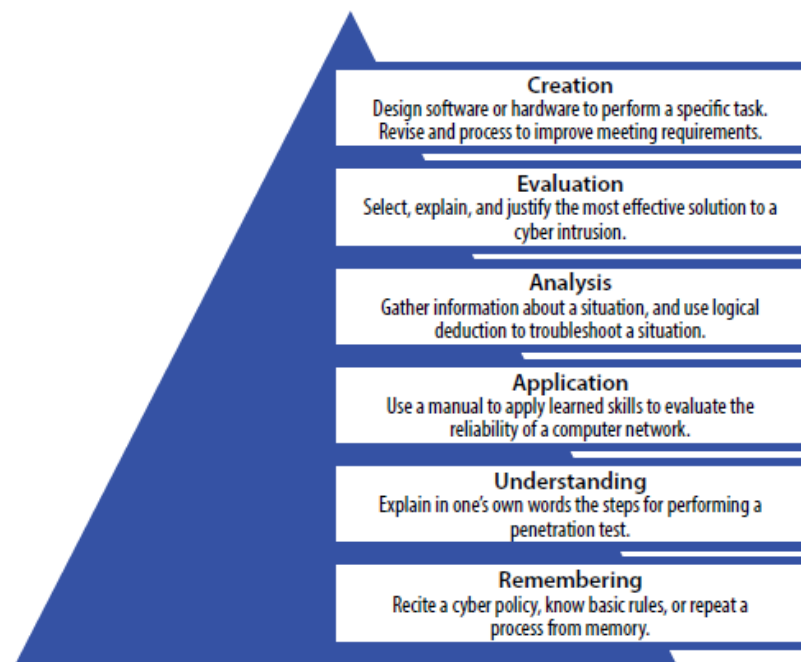 Creation
Design software or hardware to perform a specific task.
Revise and process to improve meeting requirements.
Evaluation
Select, explain, and justify the most effective solution to a
cyber intrusion.
Analysis
Gather information about a situation, and use logical
deduction to troubleshoot a situation.
Application
Use a manual to apply learned skills to evaluate the
reliability of a computer network.
Understanding
Explain in one's own words the steps for performing a
penetration test.
Remembering
Recite a cyber policy, know basic rules, or repeat a
process from memory.